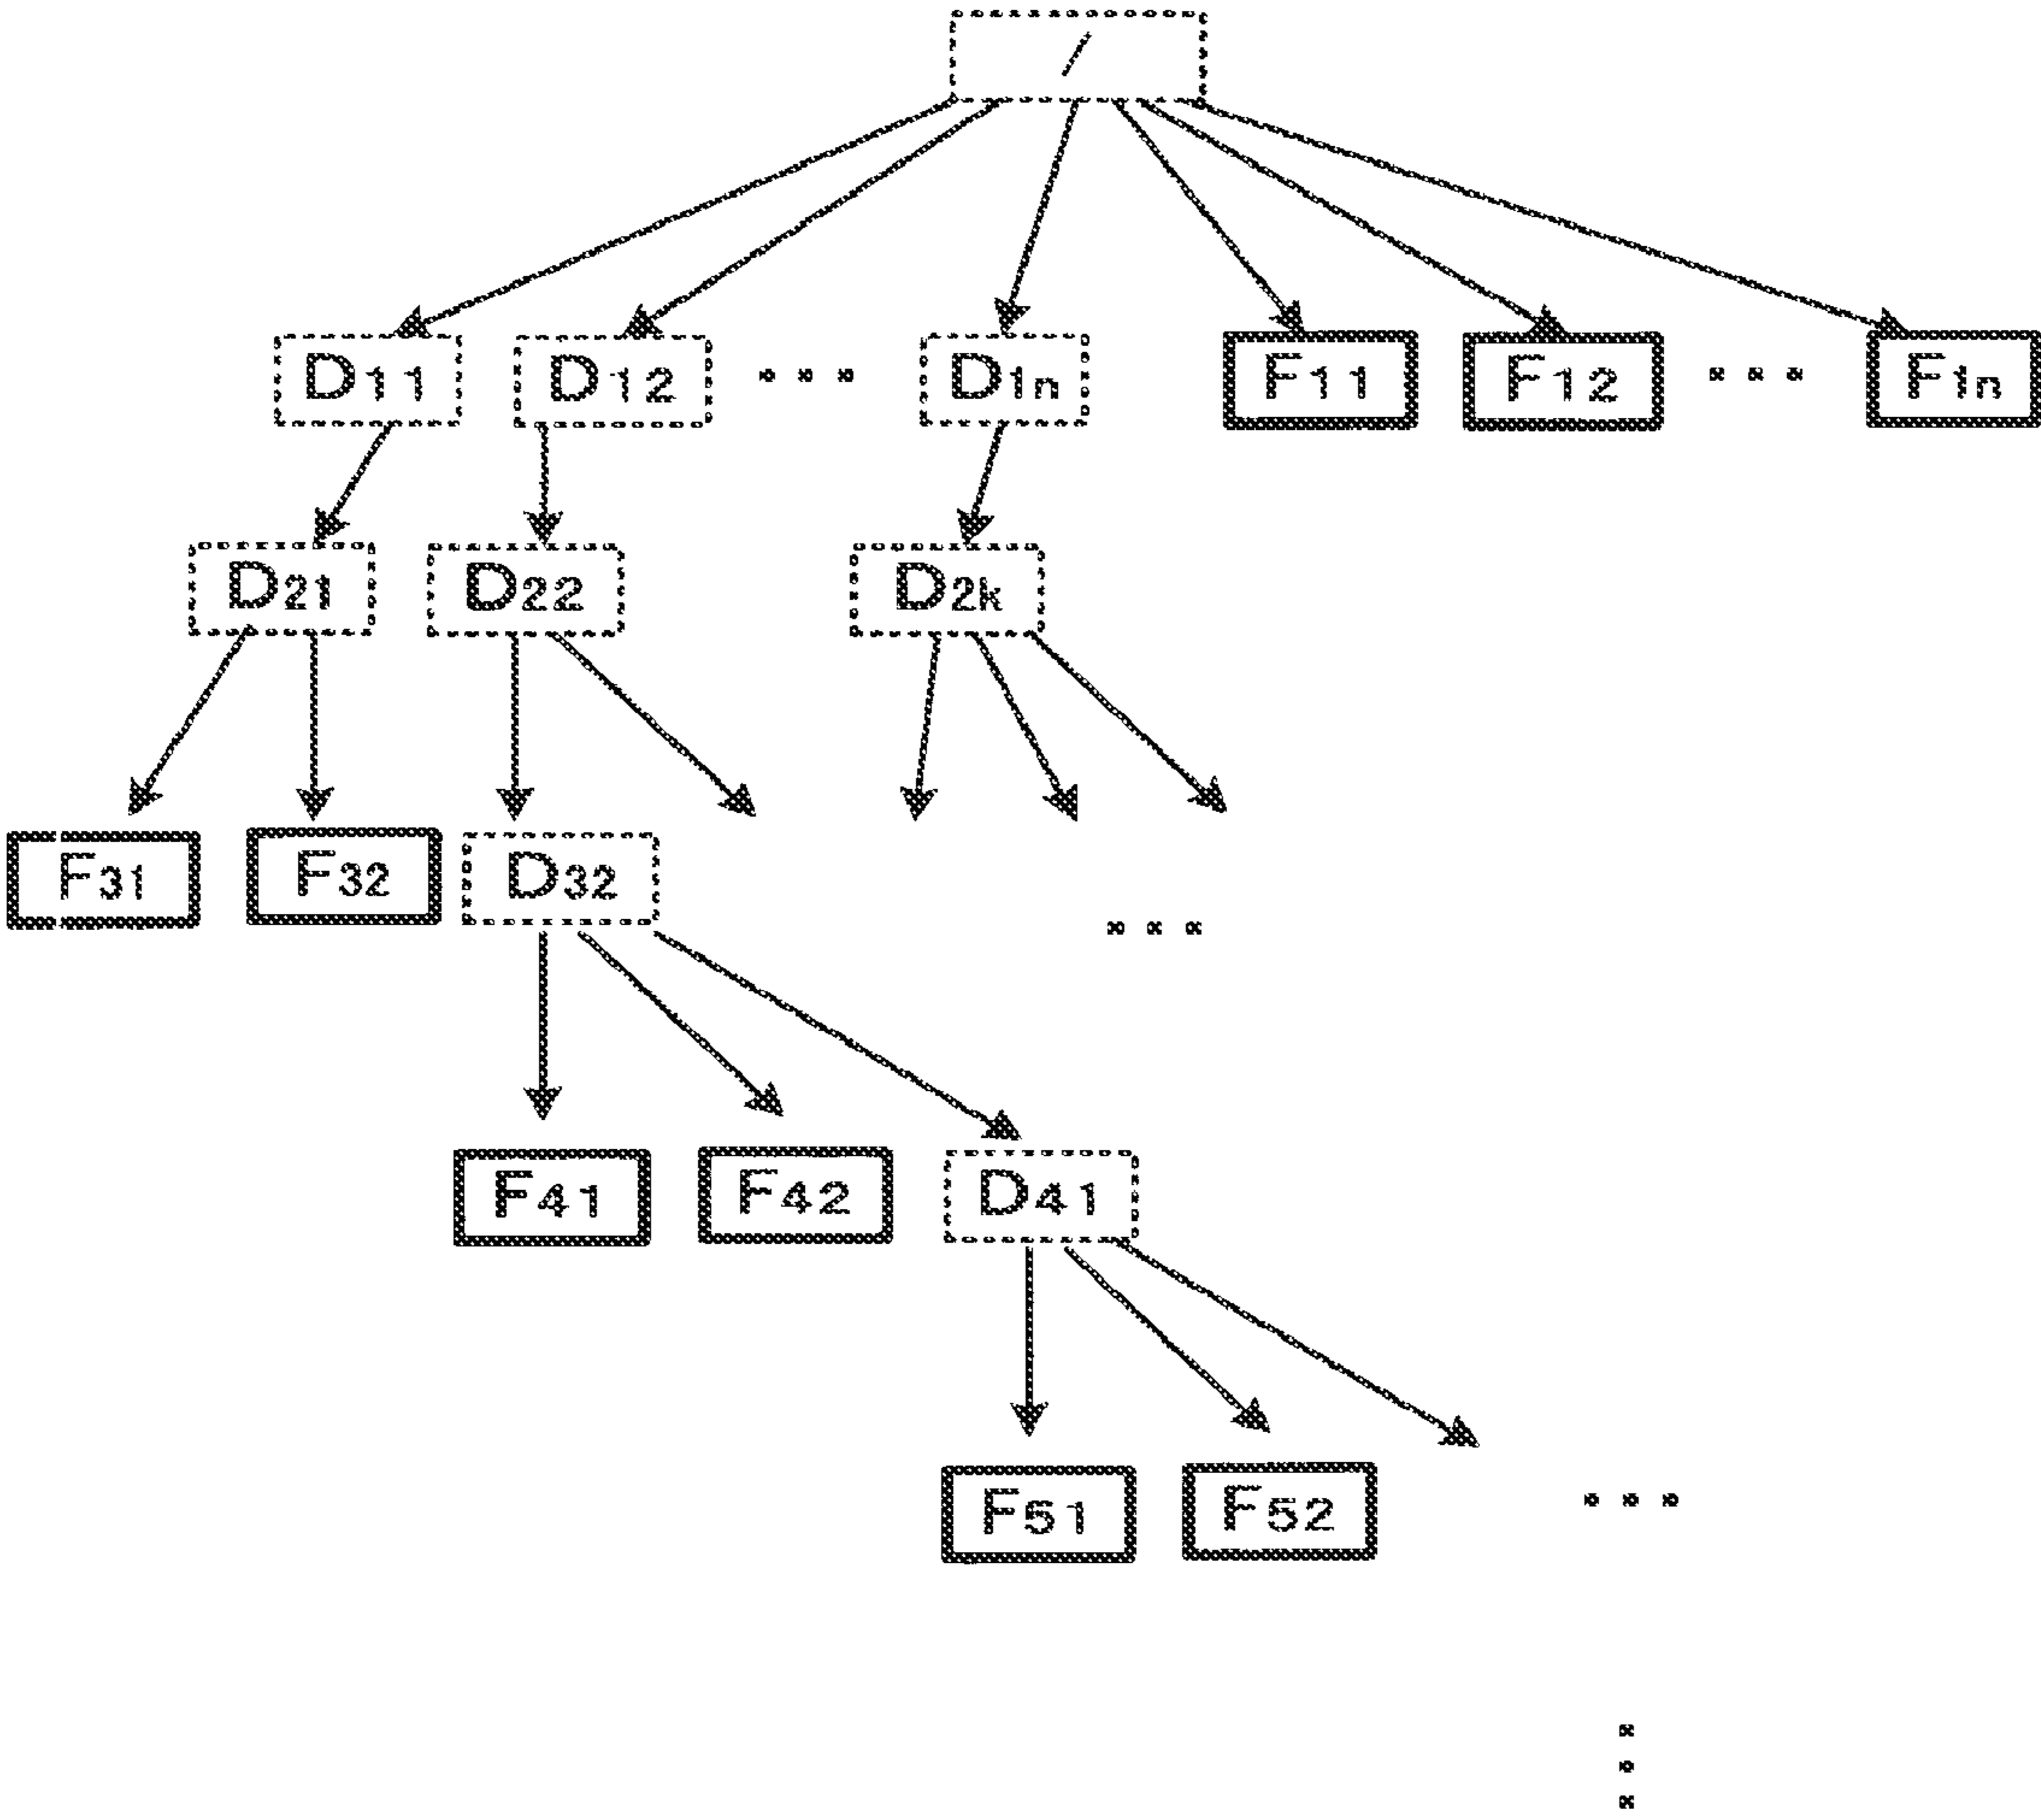 /
D11 D12 ... D1n F11 F12 ... F1n
D21 D22 D2k
F31 F32 D32 ...
F41 F42 D41
F51 F52 ...